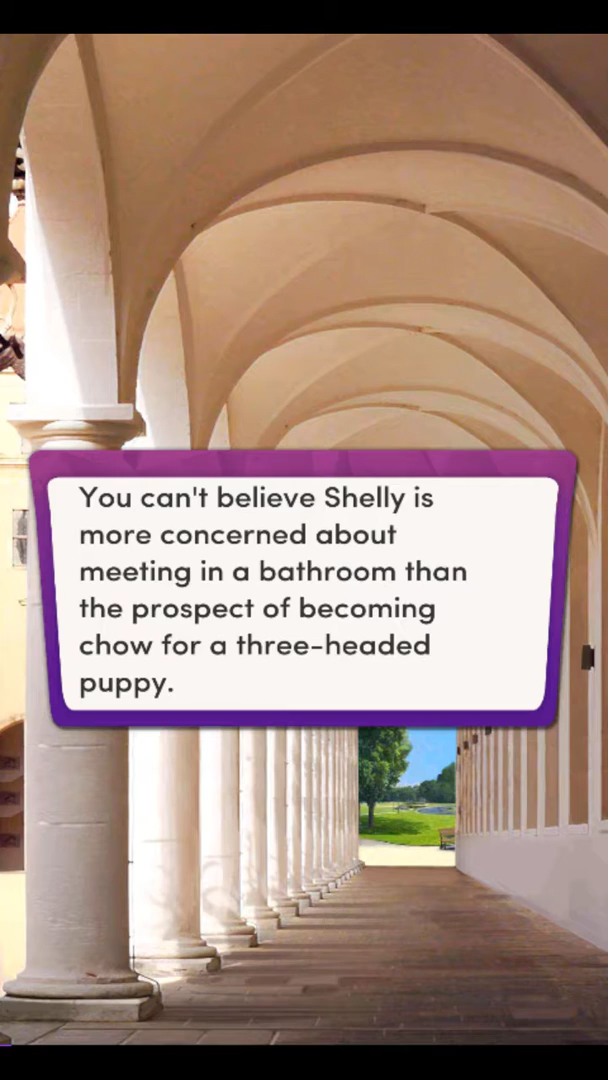 You can't believe Shelly is
more concerned about
meeting in a bathroom than
the prospect of becoming
chow for a three-headed
puppy.